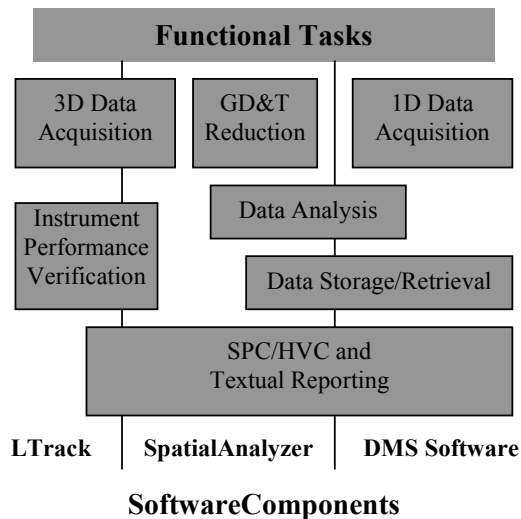 Functional Tasks
3D Data
Acquisition
GD&T
Reduction
1D Data
Acquisition
Data Analysis
Instrument
Performance
Verification
Data Storage/Retrieval
SPC/HVC and
Textual Reporting
LTrack
SpatialAnalyzer
DMS Software
SoftwareComponents